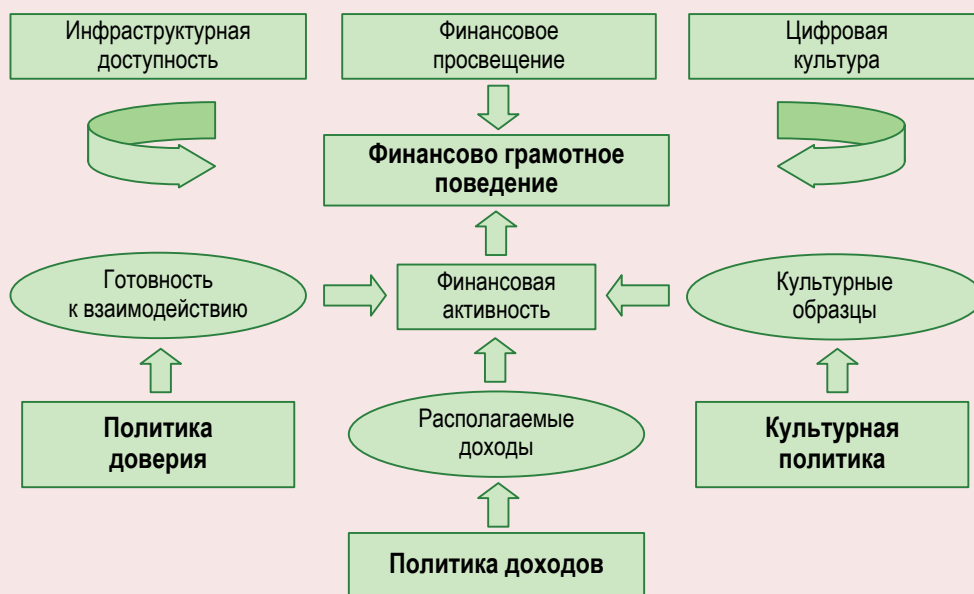 Инфраструктурная
доступность
Финансовое
просвещение
Цифровая
культура
Финансово грамотное
поведение
Готовность
к взаимодействию
Финансовая
активность
Культурные
образцы
Политика
доверия
Располагаемые
доходы
Культурная
политика
Политика доходов